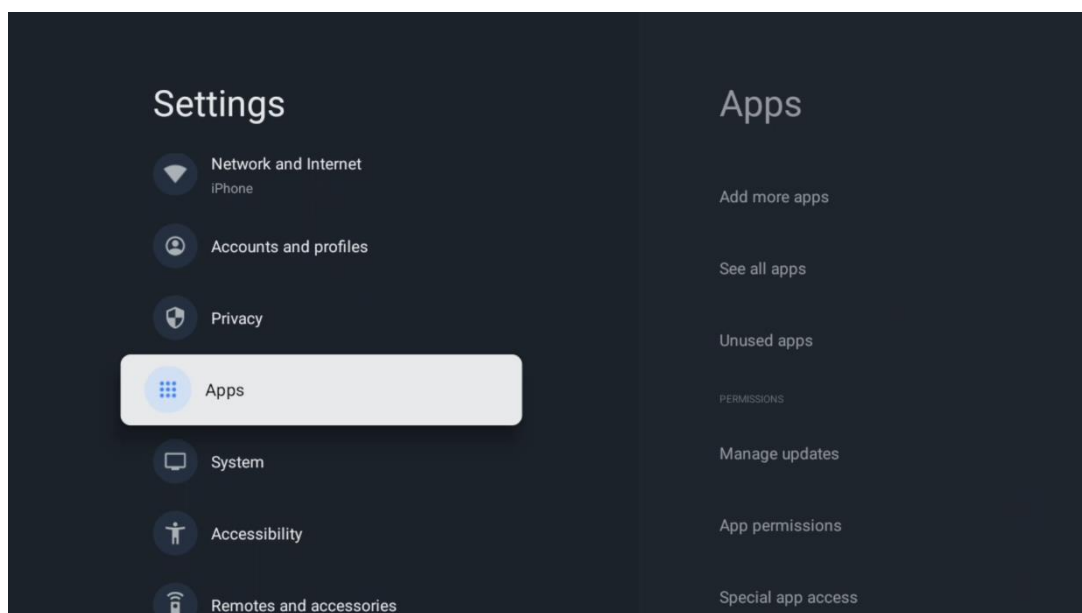 Settings
Network and Internet
iPhone
Accounts and profiles
Privacy
Apps
System
Accessibility
Remotes and accessories
Apps
Add more apps
See all apps
Unused apps
PERMISSIONS
Manage updates
App permissions
Special app access